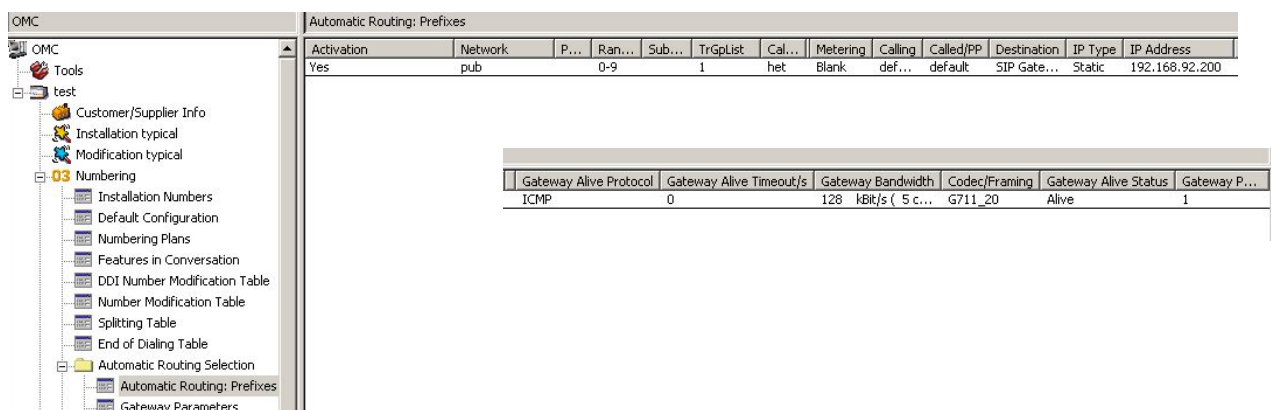 OMC
Automatic Routing: Prefixes
OMC
Tools
test
Customer/Supplier Info
Installation typical
Modification typical
03 Numbering
Installation Numbers
Default Configuration
Numbering Plans
Features in Conversation
DDI Number Modification Table
Number Modification Table
Splitting Table
End of Dialing Table
Automatic Routing Selection
Automatic Routing: Prefixes
Gateway Parameters
Activation Network P... Ran... Sub... TrGpList Cal... Metering Calling Called/PP Destination IP Type IP Address
Yes pub 0-9 1 het Blank def... default SIP Gate... Static 192.168.92.200
Gateway Alive Protocol Gateway Alive Timeout/s Gateway Bandwidth Codec/Framing Gateway Alive Status Gateway P...
ICMP 0 128 kBit/s ( 5 c... G711_20 Alive 1